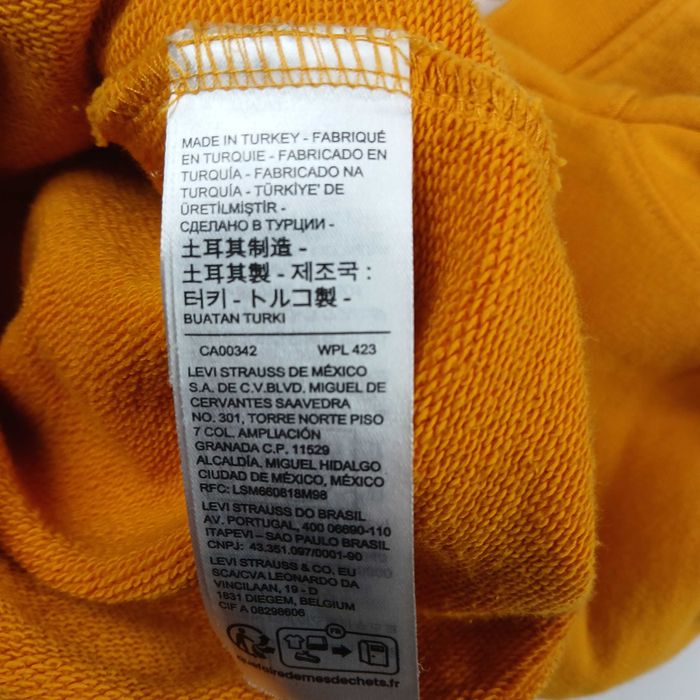 MADE IN TURKEY - FABRIQUÉ
EN TURQUIE - FABRICADO EN
TURQUÍA - FABRICADO NA
TURQUIA - TÜRKİYE' DE
ÜRETİLMİŞTİR -
СДЕЛАНО В ТУРЦИИ -
土耳其制造 -
土耳其製 - 제조국 :
터키 - トルコ製 -
BUATAN TURKI
CA00342 WPL 423
LEVI STRAUSS DE MÉXICO
S.A. DE C.V.BLVD. MIGUEL DE
CERVANTES SAAVEDRA
NO. 301, TORRE NORTE PISO
7 COL. AMPLIACIÓN
GRANADA C.P. 11529
ALCALDÍA. MIGUEL HIDALGO
CIUDAD DE MÉXICO, MÉXICO
RFC: LSM660818M98
LEVI STRAUSS DO BRASIL
AV. PORTUGAL, 400 06690-110
ITAPEVI – SAO PAULO BRASIL
CNPJ: 43.351.097/0001-90
LEVI STRAUSS & CO. EU
SCA/CVA LEONARDO DA
VINCILAAN, 19 - D
1831 DIEGEM, BELGIUM
CIF A 08298606
FR
quefairedemesdechets.fr